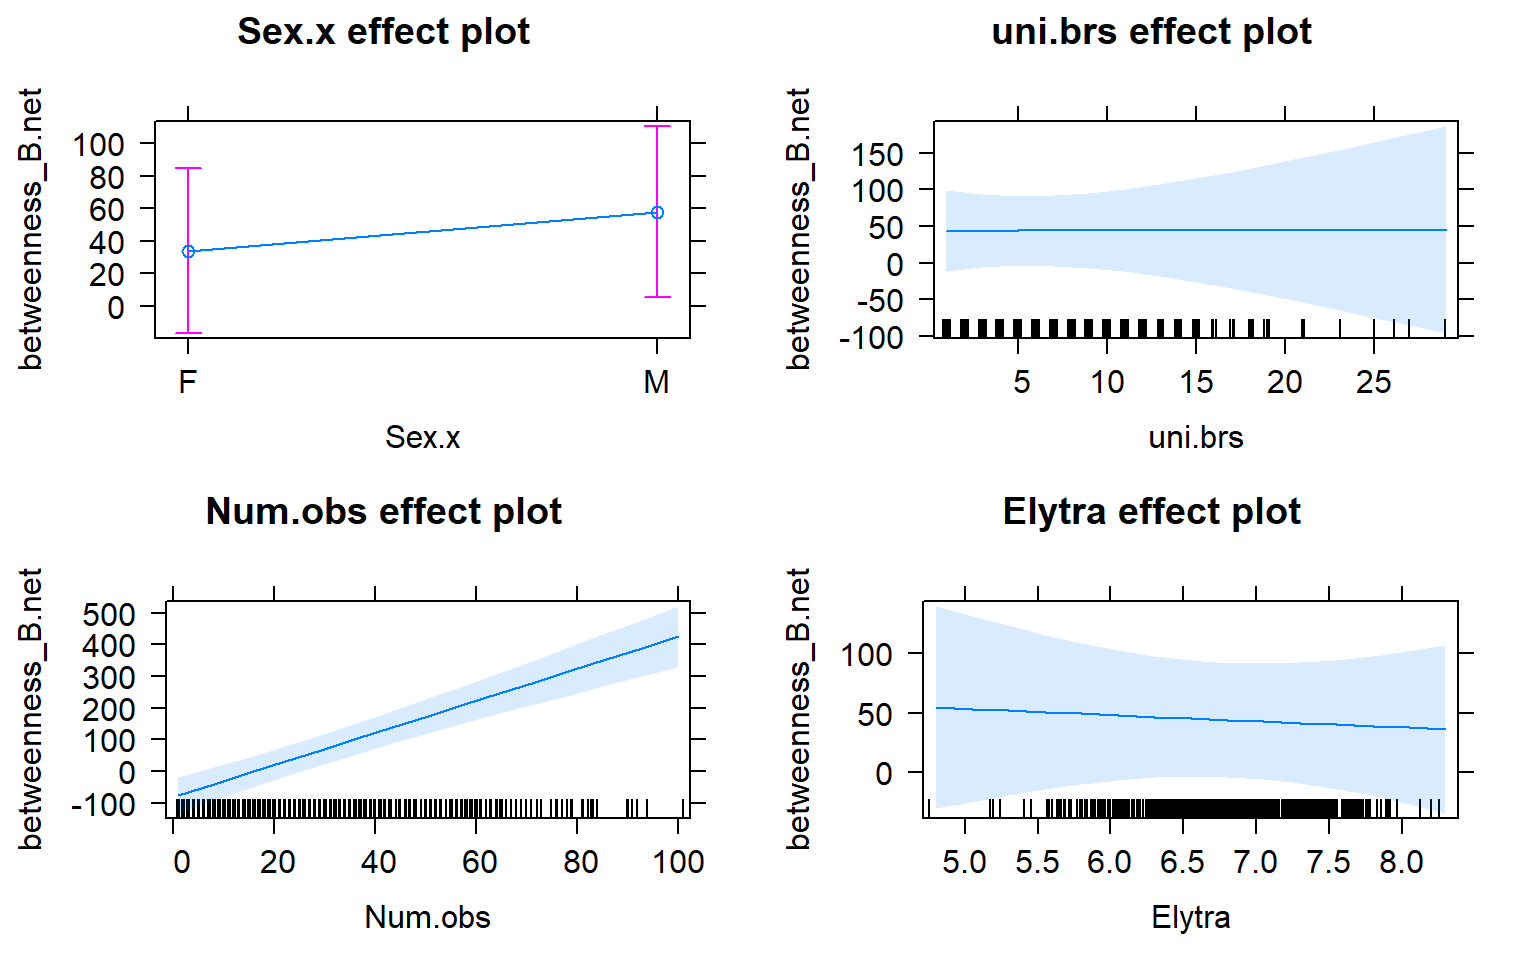 Sex.x effect plot
betweenness_B.net
100
80
60
40
20
0
F M
Sex.x
uni.brs effect plot
betweenness_B.net
150
100
50
0
-50
-100
5 10 15 20 25
uni.brs
Num.obs effect plot
betweenness_B.net
500
400
300
200
100
0
-100
0 20 40 60 80 100
Num.obs
Elytra effect plot
betweenness_B.net
100
50
0
5.0 5.5 6.0 6.5 7.0 7.5 8.0
Elytra